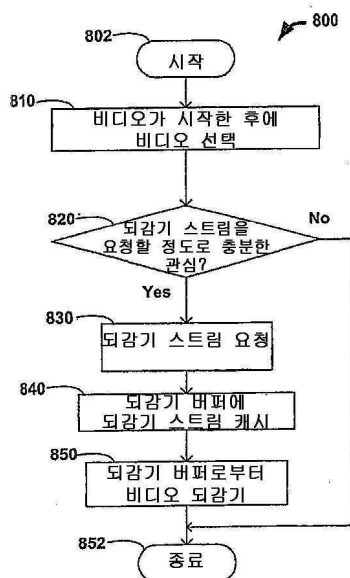 800
802
시작
810
비디오가 시작한 후에
비디오 선택
820
되감기 스트림을
요청할 정도로 충분한
관심?
No
Yes
830
되감기 스트림 요청
840
되감기 버퍼에
되감기 스트림 캐시
850
되감기 버퍼로부터
비디오 되감기
852
종료